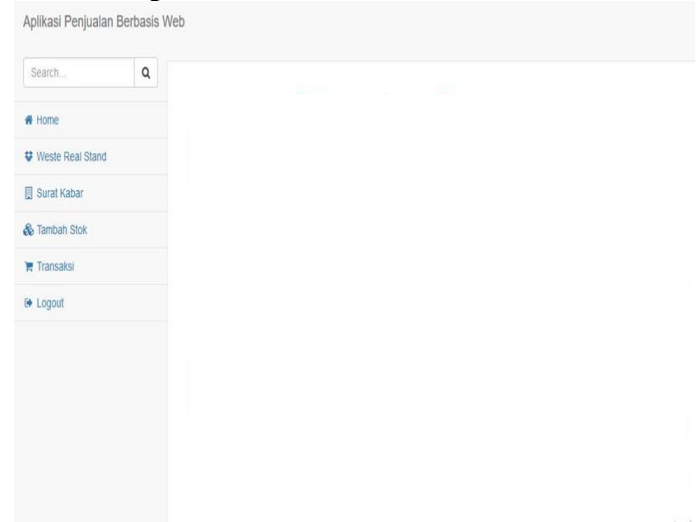 Aplikasi Penjualan Berbasis Web
Search...
Home
Weste Real Stand
Surat Kabar
Tambah Stok
Transaksi
Logout